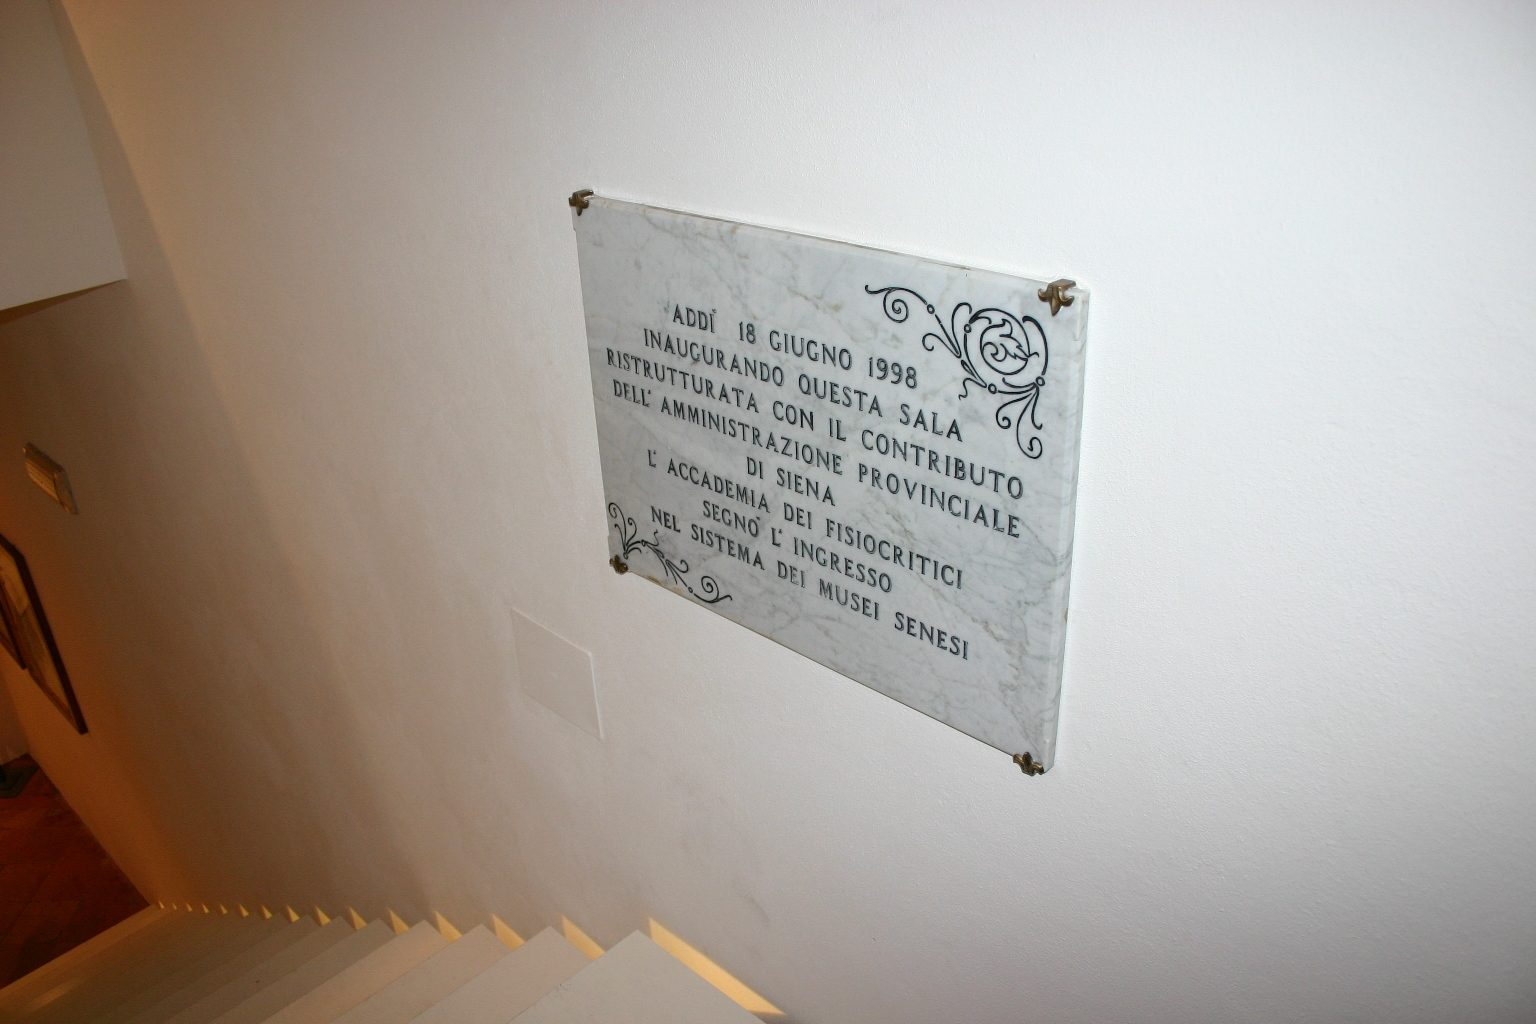 ADDÌ 18 GIUGNO 1998
INAUGURANDO QUESTA SALA
RISTRUTTURATA CON IL CONTRIBUTO
DELL' AMMINISTRAZIONE PROVINCIALE
DI SIENA
L' ACCADEMIA DEI FISIOCRITICI
SEGNÒ L' INGRESSO
NEL SISTEMA DEI MUSEI SENESI